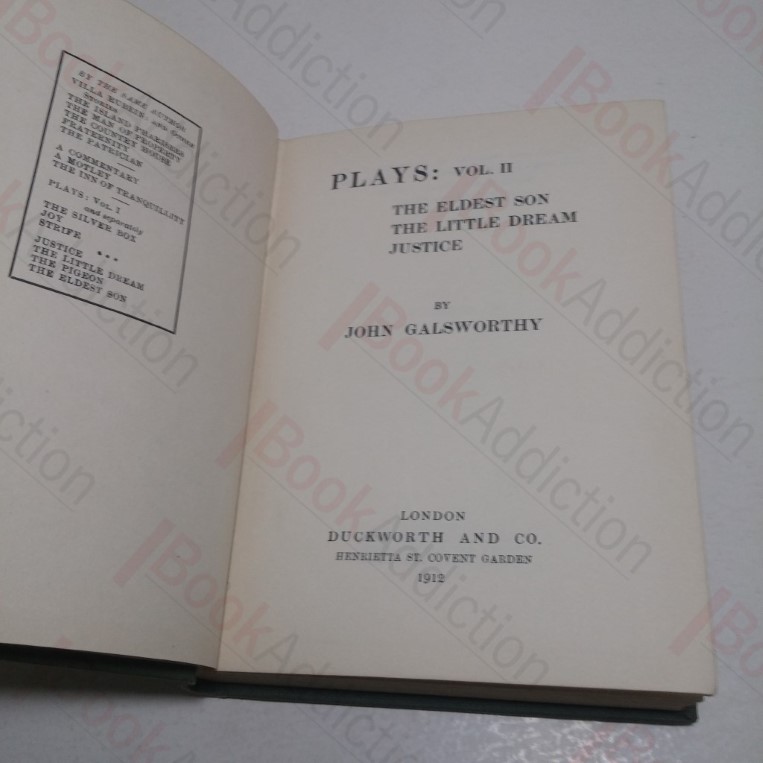 BY THE SAME AUTHOR
VILLA RUBEIN, AND OTHER
STORIES
THE ISLAND PHARISEES
THE MAN OF PROPERTY
THE COUNTRY HOUSE
FRATERNITY
THE PATRICIAN
A COMMENTARY
A MOTLEY
THE INN OF TRANQUILLITY
PLAYS: VOL. I
and separately
THE SILVER BOX
JOY
STRIFE
JUSTICE
THE LITTLE DREAM
THE PIGEON
THE ELDEST SON
PLAYS: VOL. II
THE ELDEST SON
THE LITTLE DREAM
JUSTICE
BY
JOHN GALSWORTHY
LONDON
DUCKWORTH AND CO.
HENRIETTA ST. COVENT GARDEN
1912
BookAddiction